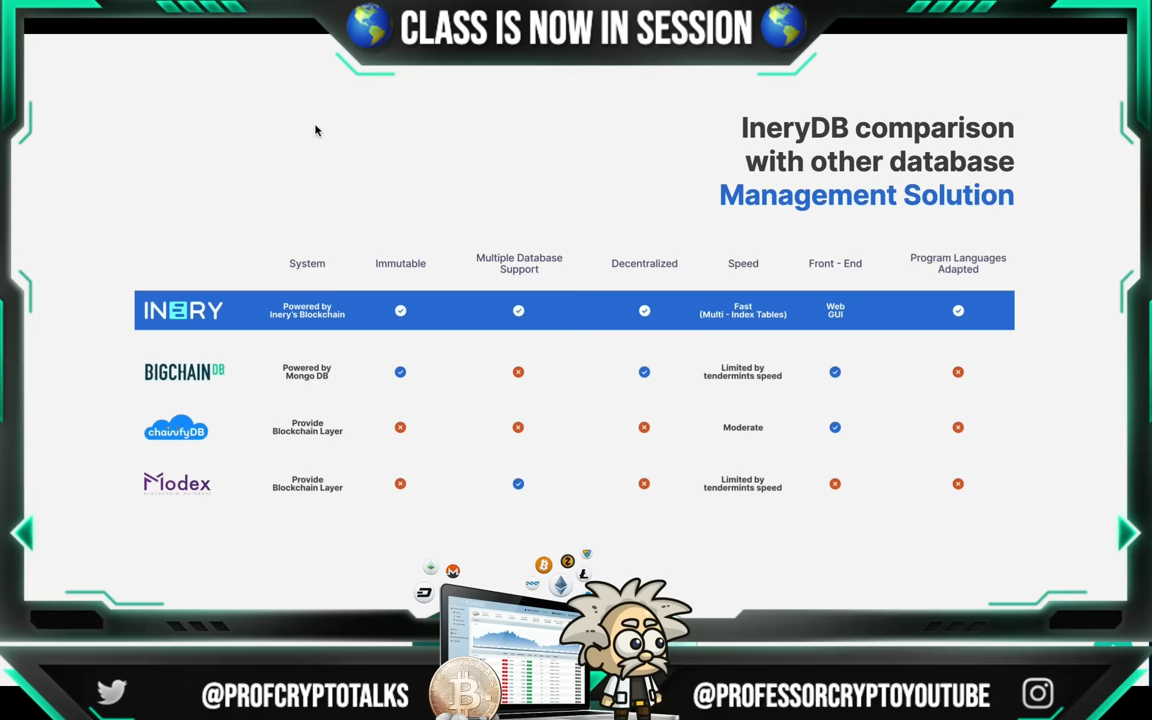 CLASS IS NOW IN SESSION
IneryDB comparison
with other database
Management Solution
System
Immutable
Multiple Database
Support
Decentralized
Speed
Front - End
Program Languages
Adapted
INERY
Powered by
Inery's Blockchain
Fast
(Multi - Index Tables)
Web
GUI
BIGCHAINDB
Powered by
Mongo DB
Limited by
tendermints speed
chainifyDB
Provide
Blockchain Layer
Moderate
Modex
BLOCKCHAIN DATABASE
Provide
Blockchain Layer
Limited by
tendermints speed
@PROFCRYPTOTALKS
@PROFESSORCRYPTOYOUTUBE